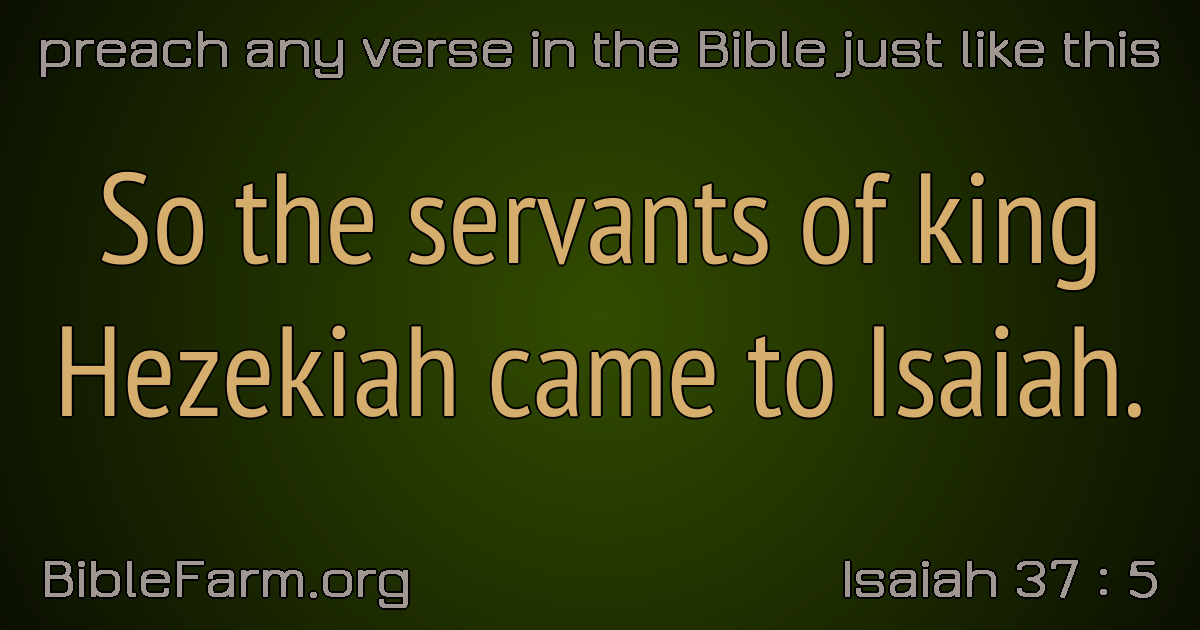 preach any verse in the Bible just like this
So the servants of king
Hezekiah came to Isaiah.
BibleFarm.org
Isaiah 37 : 5